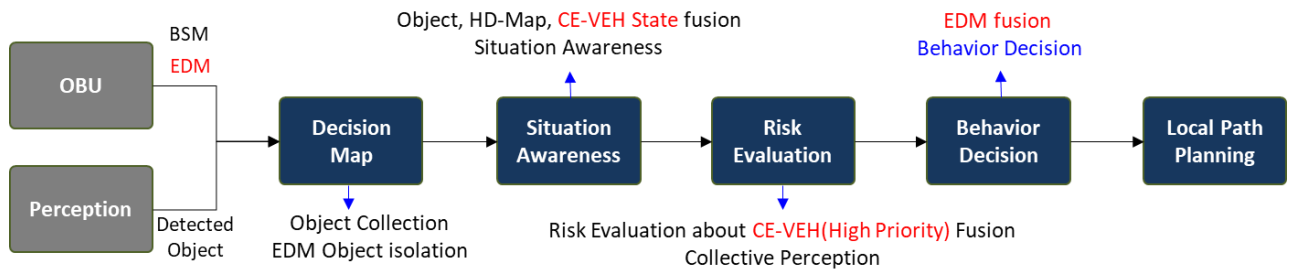 Object, HD-Map, CE-VEH State fusion
Situation Awareness
EDM fusion
Behavior Decision
BSM
EDM
OBU
Perception
Detected
Object
Decision
Map
Situation
Awareness
Risk
Evaluation
Behavior
Decision
Local Path
Planning
Object Collection
EDM Object isolation
Risk Evaluation about CE-VEH(High Priority) Fusion
Collective Perception